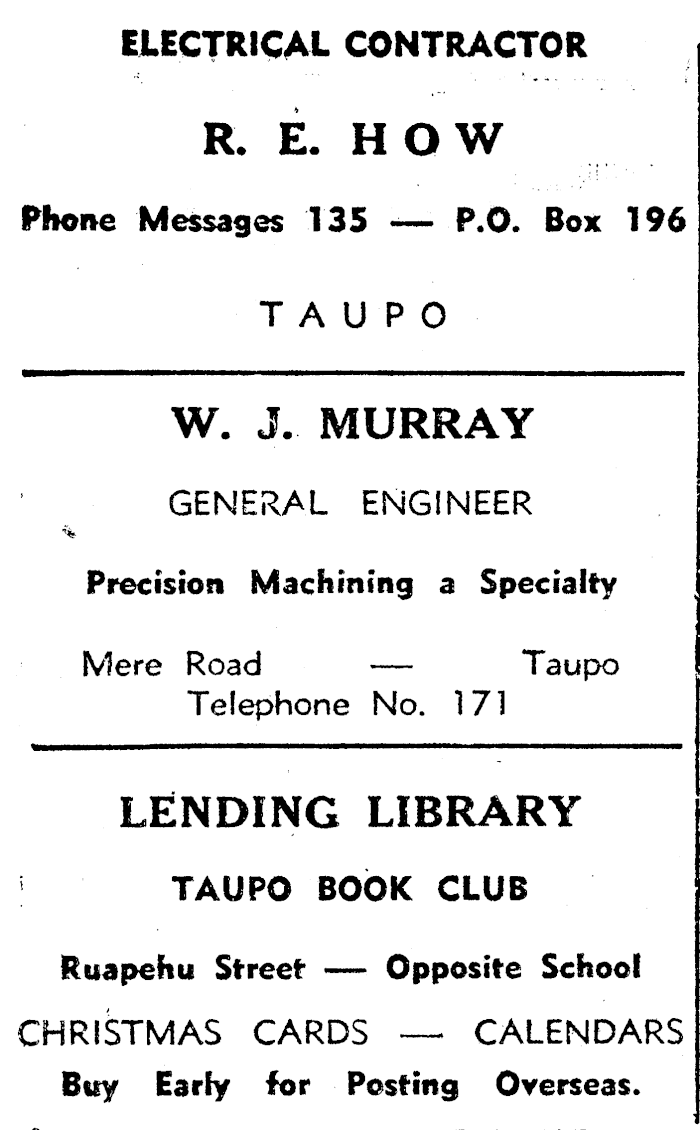 ELECTRICAL CONTRACTOR
R. E. HOW
Phone Messages 135 — P.O. Box 196
TAUPO
W. J. MURRAY
GENERAL ENGINEER
Precision Machining a Specialty
Mere Road — Taupo
Telephone No. 171
LENDING LIBRARY
TAUPO BOOK CLUB
Ruapehu Street — Opposite School
CHRISTMAS CARDS — CALENDARS
Buy Early for Posting Overseas.